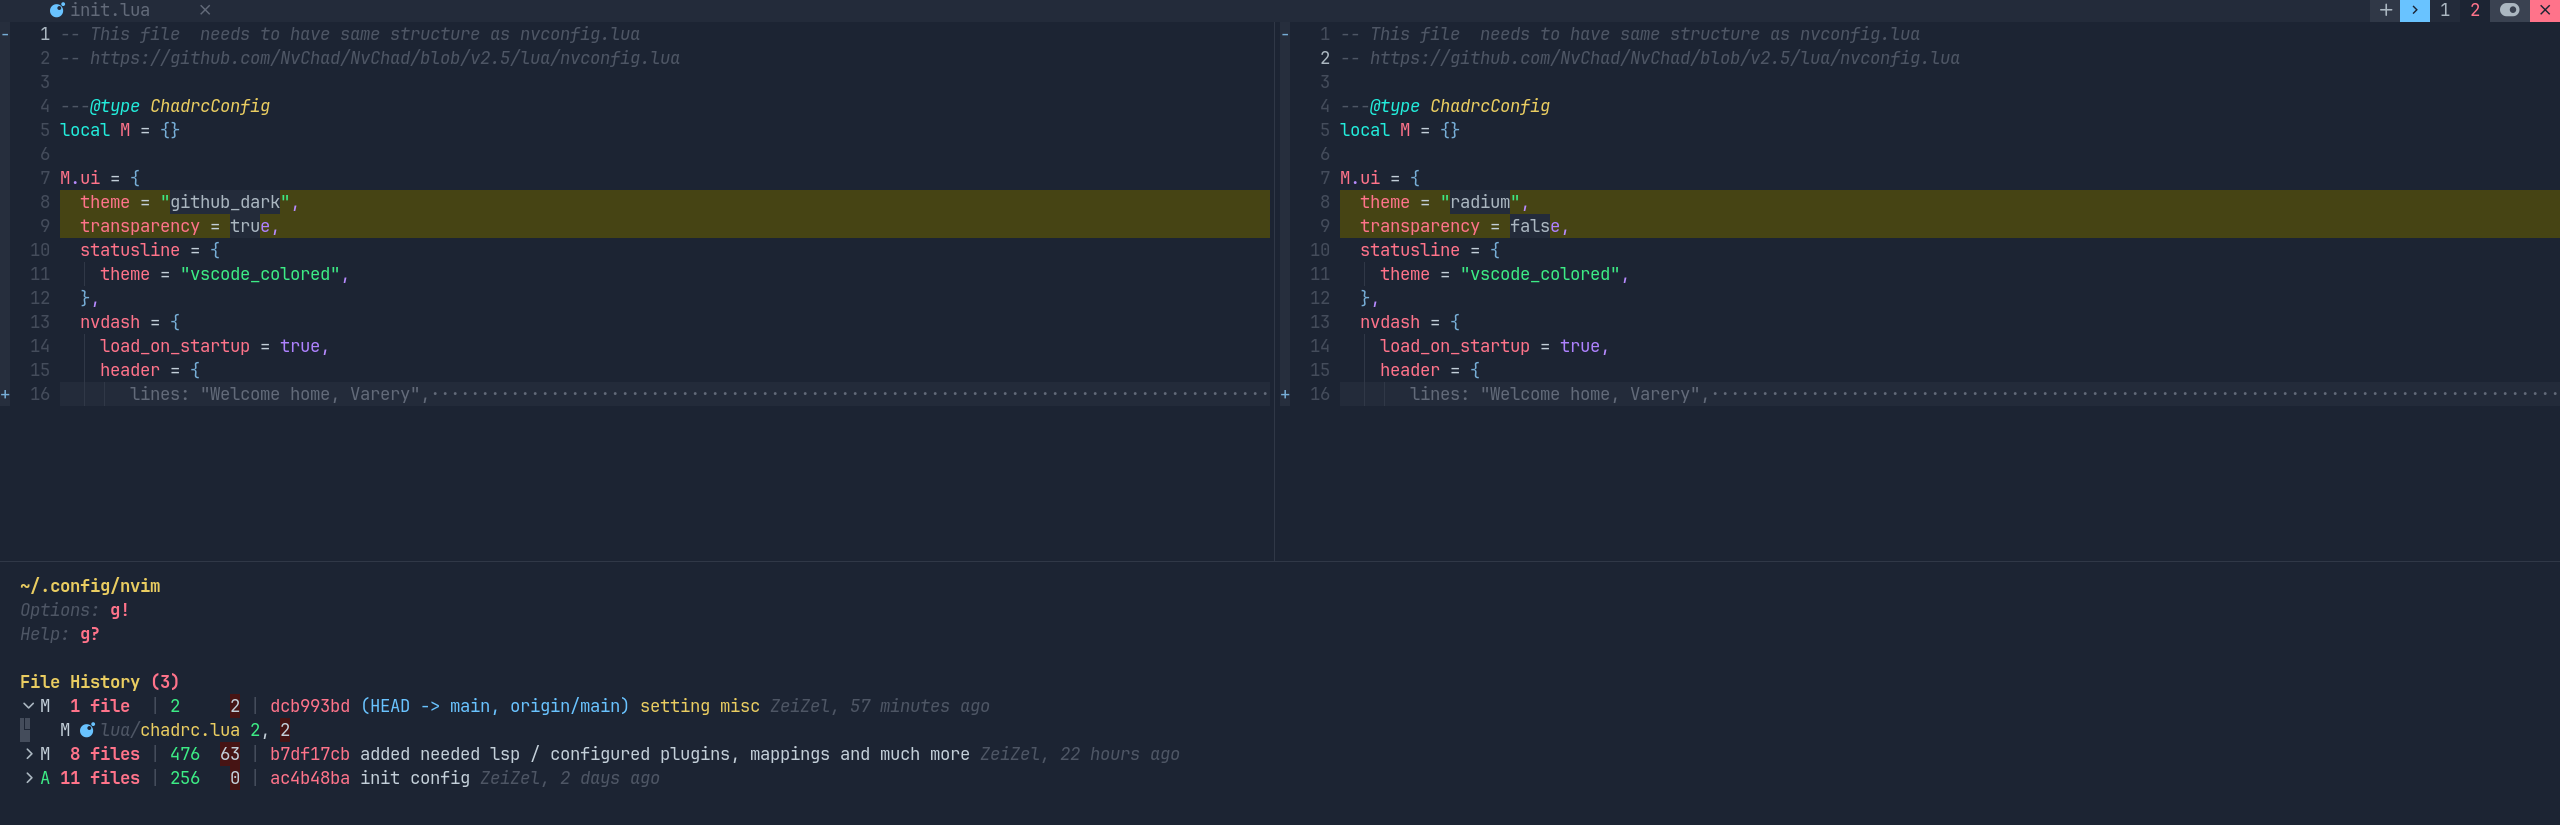 init.lua ×
+ > 1 2 ×
- 1 -- This file  needs to have same structure as nvconfig.lua
2 -- https://github.com/NvChad/NvChad/blob/v2.5/lua/nvconfig.lua
3
4 ---@type ChadrcConfig
5 local M = {}
6
7 M.ui = {
8   theme = "github_dark",
9   transparency = true,
10   statusline = {
11     theme = "vscode_colored",
12   },
13   nvdash = {
14     load_on_startup = true,
15     header = {
+ 16        lines: "Welcome home, Varery",····················································································
- 1 -- This file  needs to have same structure as nvconfig.lua
2 -- https://github.com/NvChad/NvChad/blob/v2.5/lua/nvconfig.lua
3
4 ---@type ChadrcConfig
5 local M = {}
6
7 M.ui = {
8   theme = "radium",
9   transparency = false,
10   statusline = {
11     theme = "vscode_colored",
12   },
13   nvdash = {
14     load_on_startup = true,
15     header = {
+ 16        lines: "Welcome home, Varery",·····················································································
~/.config/nvim
Options: g!
Help: g?
File History (3)
M  1 file  | 2     2 | dcb993bd (HEAD -> main, origin/main) setting misc ZeiZel, 57 minutes ago
M lua/chadrc.lua 2, 2
> M  8 files | 476  63 | b7df17cb added needed lsp / configured plugins, mappings and much more ZeiZel, 22 hours ago
> A 11 files | 256   0 | ac4b48ba init config ZeiZel, 2 days ago